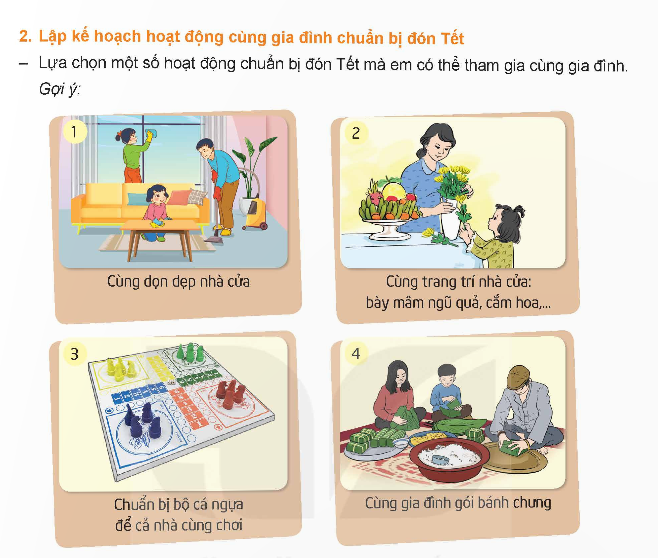 2. Lập kế hoạch hoạt động cùng gia đình chuẩn bị đón Tết
– Lựa chọn một số hoạt động chuẩn bị đón Tết mà em có thể tham gia cùng gia đình.
Gợi ý:
1
Cùng dọn dẹp nhà cửa
2
Cùng trang trí nhà cửa:
bày mâm ngũ quả, cắm hoa,...
3
Chuẩn bị bộ cá ngựa
để cả nhà cùng chơi
4
Cùng gia đình gói bánh chưng